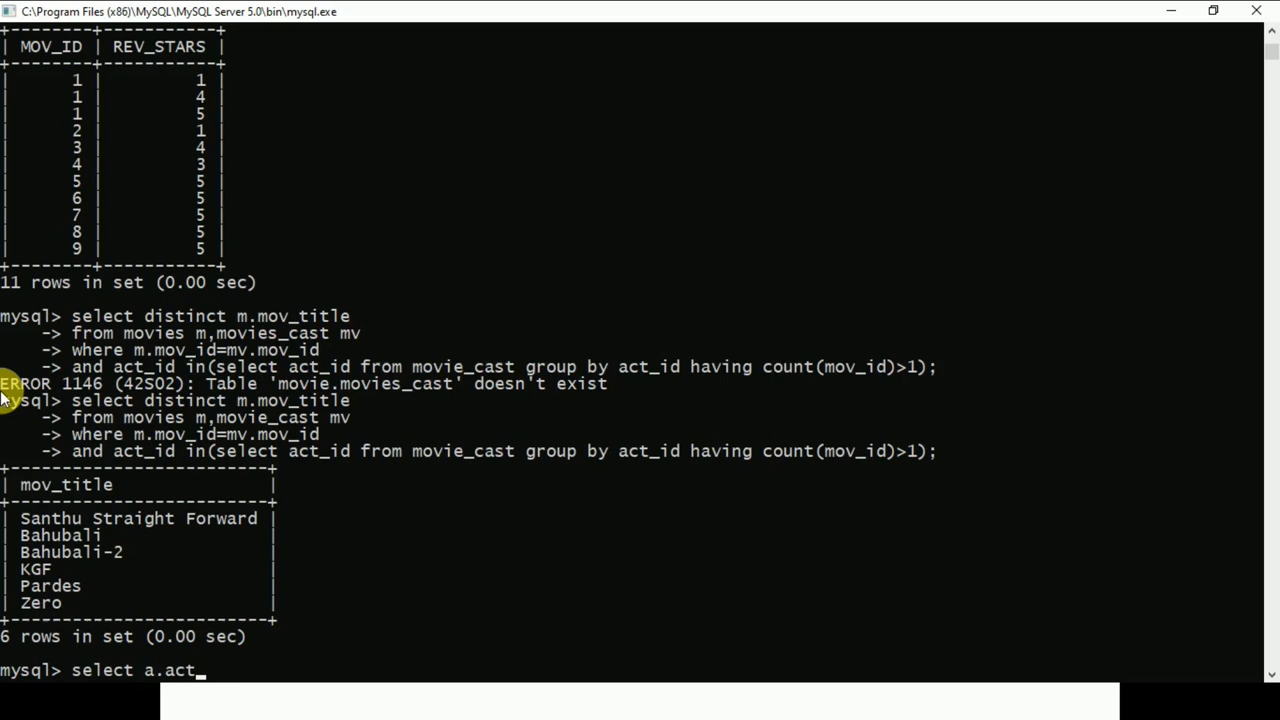 C:\Program Files (x86)\MySQL\MySQL Server 5.0\bin\mysql.exe
+--------+-----------+
| MOV_ID | REV_STARS |
+--------+-----------+
|      1 |         1 |
|      1 |         4 |
|      1 |         5 |
|      2 |         1 |
|      3 |         4 |
|      4 |         3 |
|      5 |         5 |
|      6 |         5 |
|      7 |         5 |
|      8 |         5 |
|      9 |         5 |
+--------+-----------+
11 rows in set (0.00 sec)
mysql> select distinct m.mov_title
    -> from movies m,movies_cast mv
    -> where m.mov_id=mv.mov_id
    -> and act_id in(select act_id from movie_cast group by act_id having count(mov_id)>1);
ERROR 1146 (42S02): Table 'movie.movies_cast' doesn't exist
mysql> select distinct m.mov_title
    -> from movies m,movie_cast mv
    -> where m.mov_id=mv.mov_id
    -> and act_id in(select act_id from movie_cast group by act_id having count(mov_id)>1);
+-------------------------+
| mov_title               |
+-------------------------+
| Santhu Straight Forward |
| Bahubali                |
| Bahubali-2              |
| KGF                     |
| Pardes                  |
| Zero                    |
+-------------------------+
6 rows in set (0.00 sec)
mysql> select a.act_